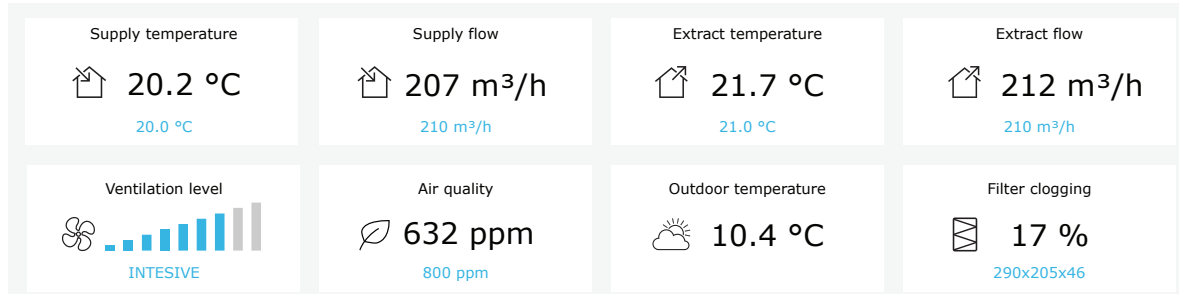 Supply temperature
20.2 °C
20.0 °C
Supply flow
207 m³/h
210 m³/h
Extract temperature
21.7 °C
21.0 °C
Extract flow
212 m³/h
210 m³/h
Ventilation level
INTESIVE
Air quality
632 ppm
800 ppm
Outdoor temperature
10.4 °C
Filter clogging
17 %
290x205x46